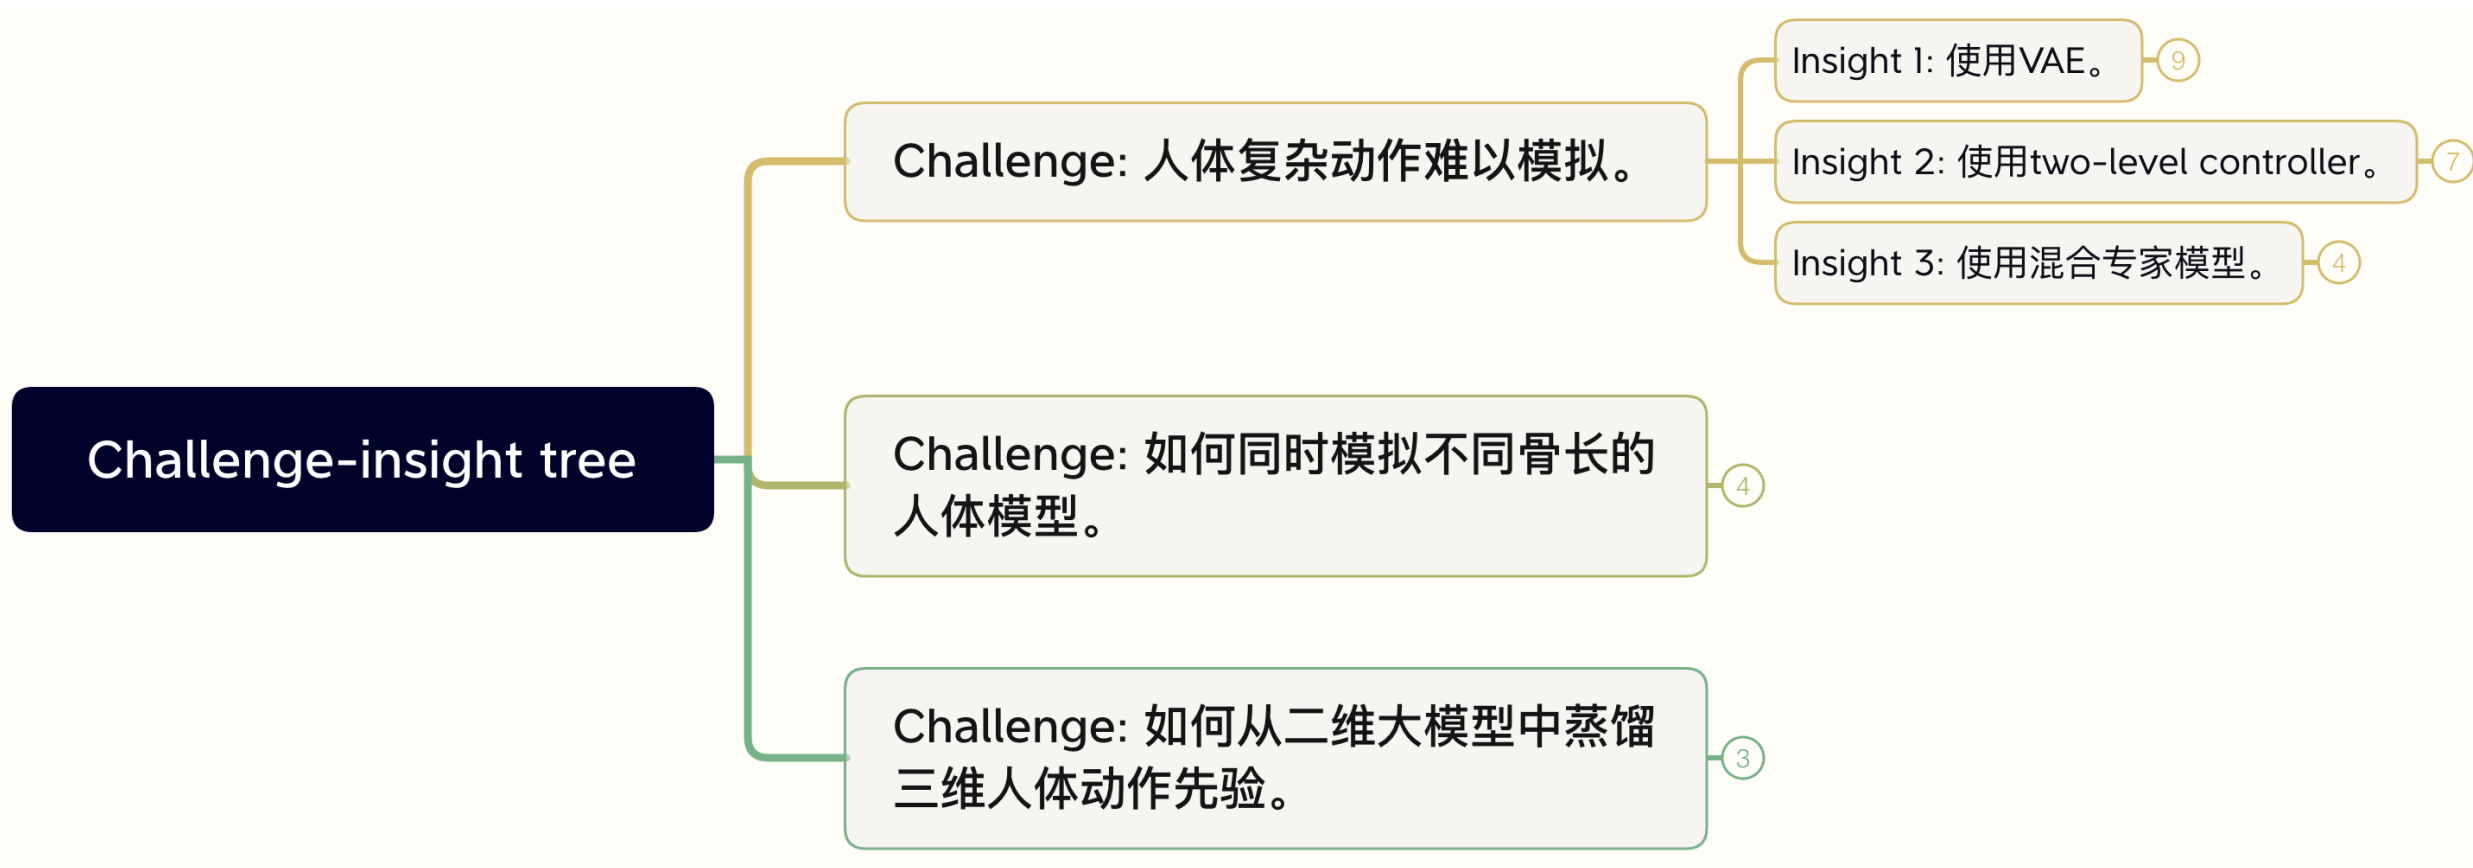 Challenge-insight tree
Challenge: 人体复杂动作难以模拟。
Insight 1: 使用VAE。
9
Insight 2: 使用two-level controller。
7
Insight 3: 使用混合专家模型。
4
Challenge: 如何同时模拟不同骨长的
人体模型。
4
Challenge: 如何从二维大模型中蒸馏
三维人体动作先验。
3